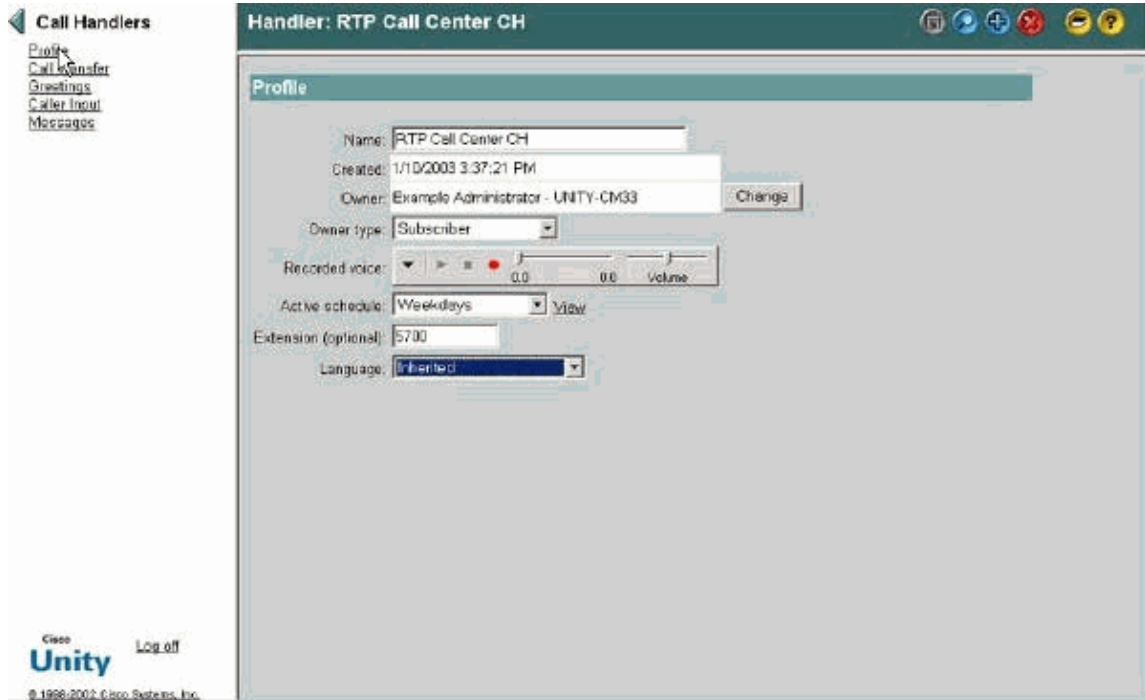 Call Handlers
Profile
Call Transfer
Greetings
Caller Input
Messages
Handler: RTP Call Center CH
Profile
Name: RTP Call Center CH
Created: 1/10/2003 3:37:21 PM
Owner: Example Administrator - UNITY-CM33 Change
Owner type: Subscriber
Recorded voice: 0.0 0.0 Volume
Active schedule: Weekdays View
Extension (optional): 5700
Language: Inherited
Cisco
Unity
Log off
© 1998-2002 Cisco Systems, Inc.